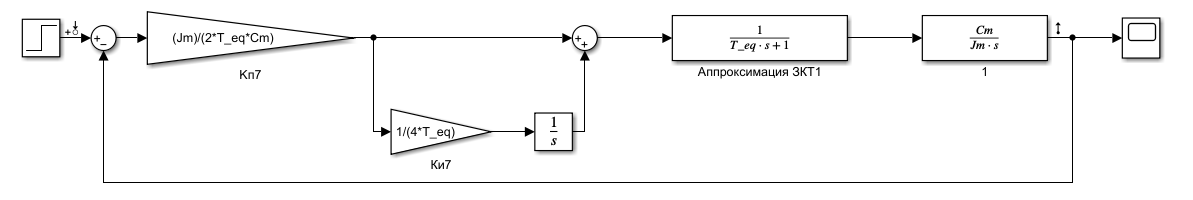 (Jm)/(2*T_eq*Cm)
Кп7
1
T_eq · s + 1
Аппроксимация ЗКТ1
Cm
Jm · s
1
1/(4*T_eq)
Ки7
1
s